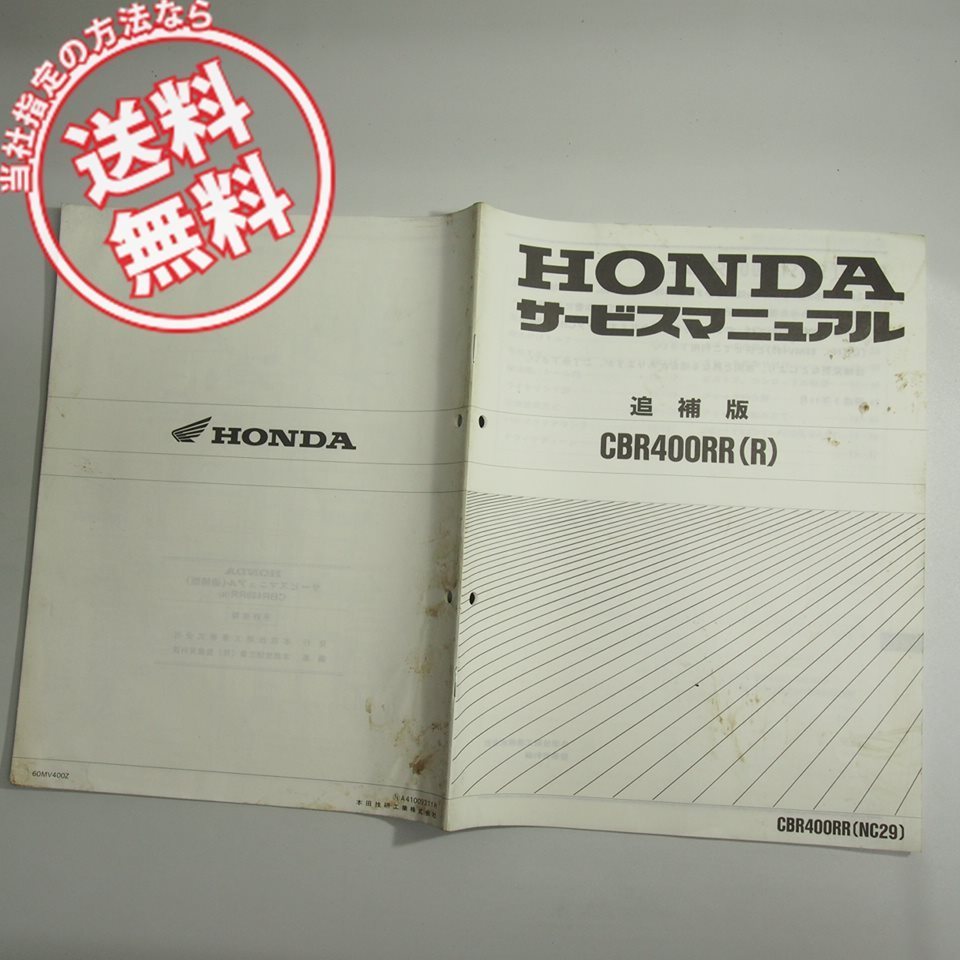 当社指定の方法なら
送料
無料
HONDA
サービスマニュアル
追補版
CBR400RR(R)
CBR400RR(NC29)
HONDA
60MV400Z
本田技研工業株式会社